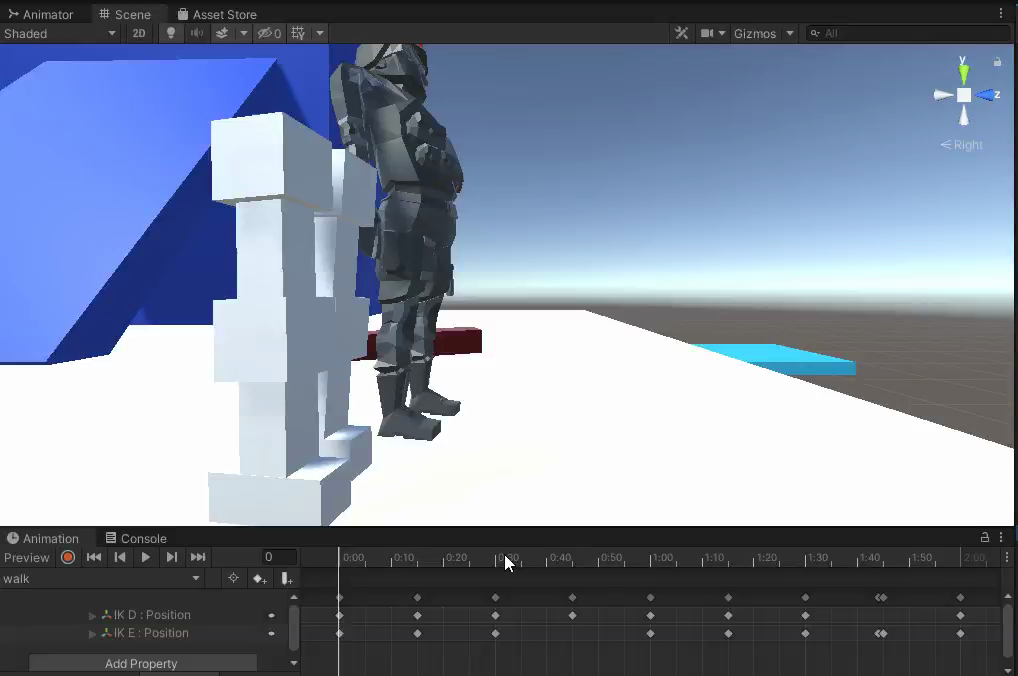 Animator Scene Asset Store
Shaded 2D 0 Gizmos All
y
z
Right
Animation Console
Preview 0 0:00 0:10 0:20 0:30 0:40 0:50 1:00 1:10 1:20 1:30 1:40 1:50 2:00
walk
IK D : Position
IK E : Position
Add Property